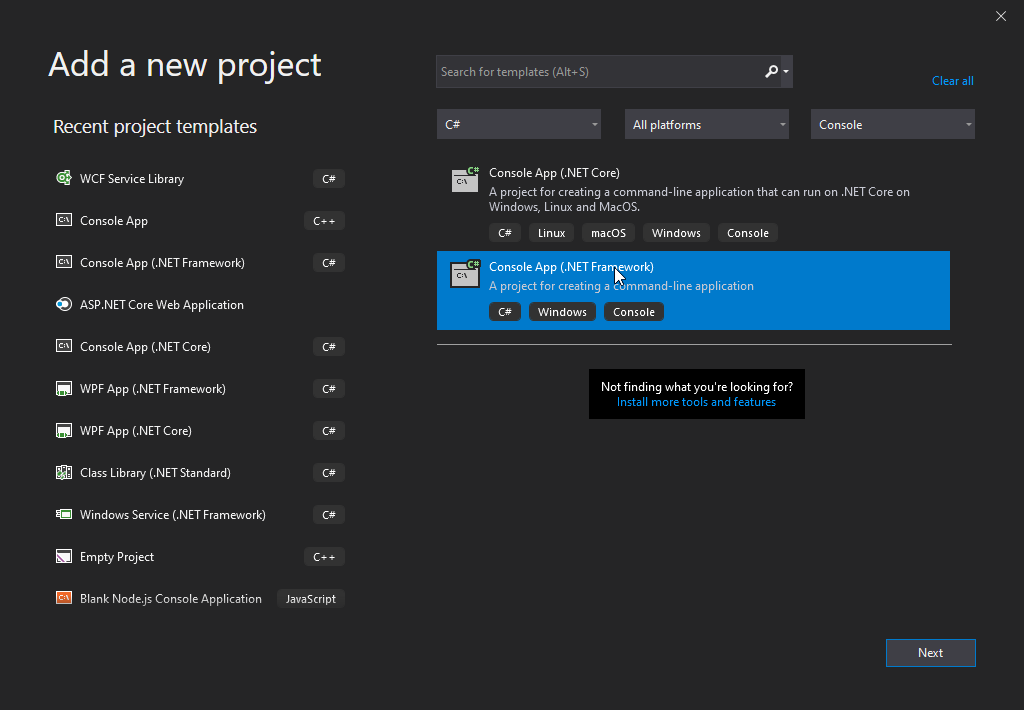 Add a new project
Search for templates (Alt+S)
Clear all
Recent project templates
C#
All platforms
Console
WCF Service Library C#
Console App C++
Console App (.NET Framework) C#
ASP.NET Core Web Application
Console App (.NET Core) C#
WPF App (.NET Framework) C#
WPF App (.NET Core) C#
Class Library (.NET Standard) C#
Windows Service (.NET Framework) C#
Empty Project C++
Blank Node.js Console Application JavaScript
Console App (.NET Core)
A project for creating a command-line application that can run on .NET Core on
Windows, Linux and MacOS.
C# Linux macOS Windows Console
Console App (.NET Framework)
A project for creating a command-line application
C# Windows Console
Not finding what you're looking for?
Install more tools and features
Next